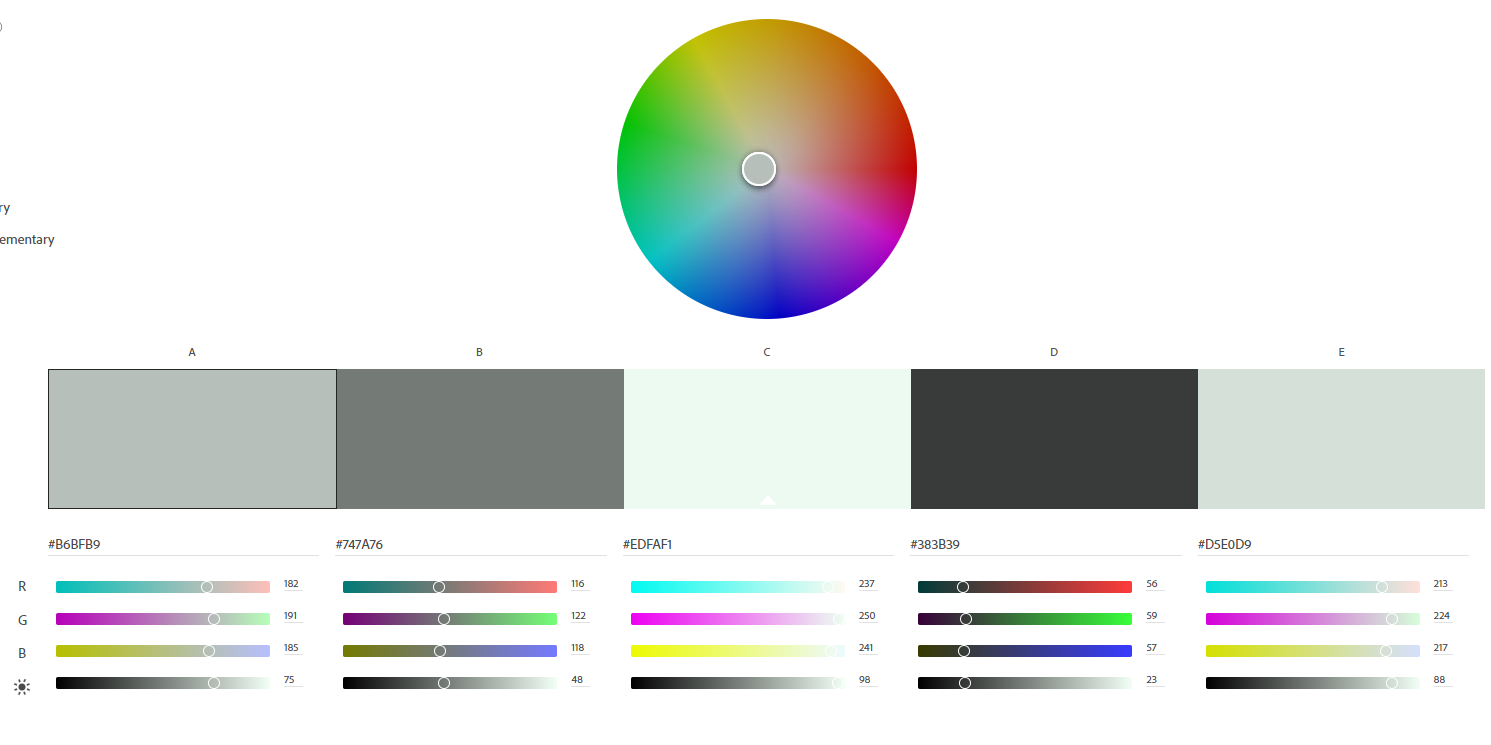 ry
ementary
A B C D E
#B6BFB9 #747A76 #EDFAF1 #383B39 #D5E0D9
R 182 116 237 56 213
G 191 122 250 59 224
B 185 118 241 57 217
75 48 98 23 88